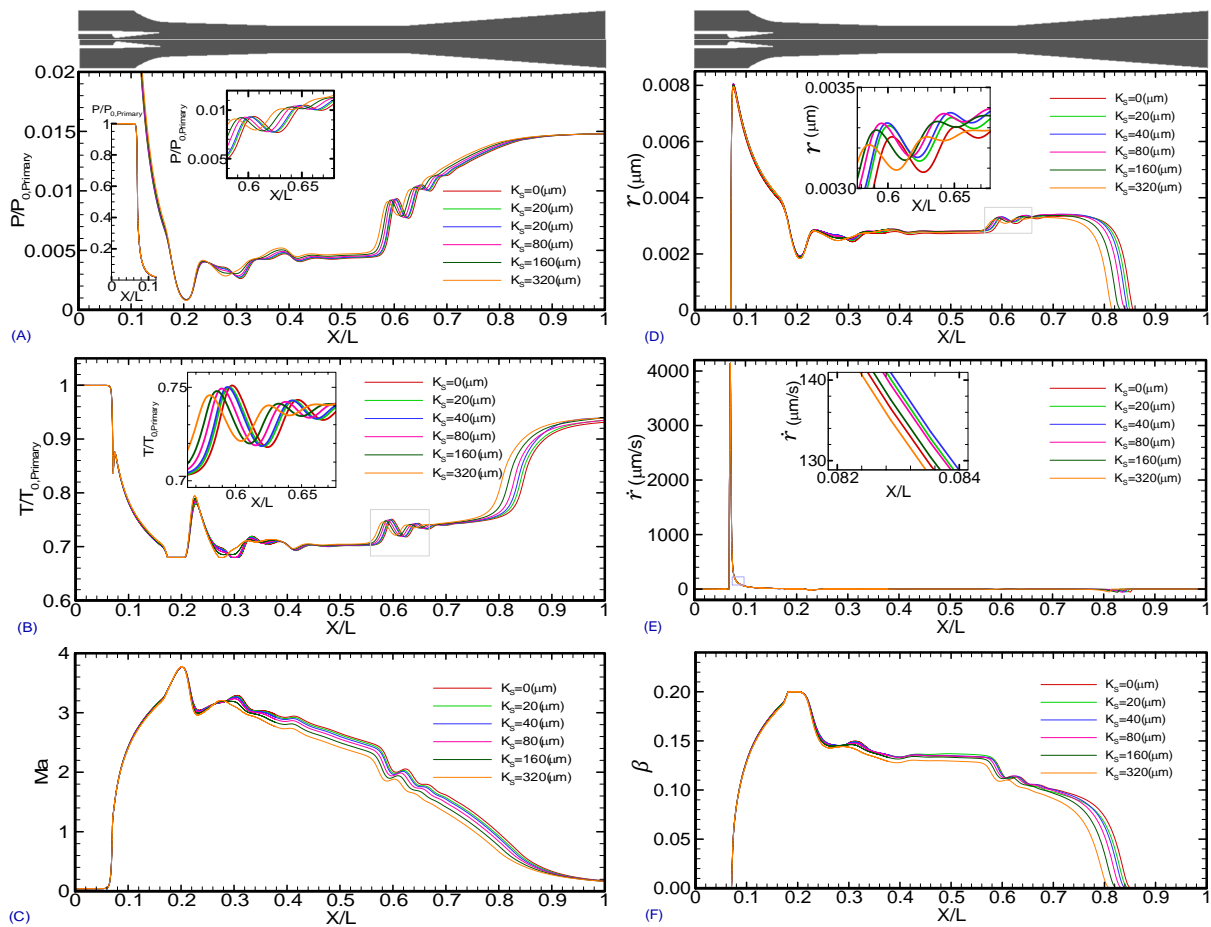 0.02
0.015
0.01
0.005
0
P/P0,Primary
P/P0,Primary
1
0.8
0.6
0.4
0.2
0 0.1
X/L
P/P0,Primary
0.01
0.005
0.6 0.65
X/L
KS=0(μm)
KS=20(μm)
KS=20(μm)
KS=80(μm)
KS=160(μm)
KS=320(μm)
0 0.1 0.2 0.3 0.4 0.5 0.6 0.7 0.8 0.9 1
X/L
(A)
1
0.9
0.8
0.7
0.6
T/T0,Primary
T/T0,Primary
0.75
0.7
0.6 0.65
X/L
KS=0(μm)
KS=20(μm)
KS=40(μm)
KS=80(μm)
KS=160(μm)
KS=320(μm)
0 0.1 0.2 0.3 0.4 0.5 0.6 0.7 0.8 0.9 1
X/L
(B)
4
3
2
1
0
Ma
KS=0(μm)
KS=20(μm)
KS=40(μm)
KS=80(μm)
KS=160(μm)
KS=320(μm)
0 0.1 0.2 0.3 0.4 0.5 0.6 0.7 0.8 0.9 1
X/L
(C)
0.008
0.006
0.004
0.002
0
r (μm)
0.0035
0.0030
r (μm)
0.6 0.65
X/L
KS=0(μm)
KS=20(μm)
KS=40(μm)
KS=80(μm)
KS=160(μm)
KS=320(μm)
0 0.1 0.2 0.3 0.4 0.5 0.6 0.7 0.8 0.9 1
X/L
(D)
4000
3000
2000
1000
0
ṙ (μm/s)
140
130
ṙ (μm/s)
0.082 0.084
X/L
KS=0(μm)
KS=20(μm)
KS=40(μm)
KS=80(μm)
KS=160(μm)
KS=320(μm)
0 0.1 0.2 0.3 0.4 0.5 0.6 0.7 0.8 0.9 1
X/L
(E)
0.20
0.15
0.10
0.05
0.00
β
KS=0(μm)
KS=20(μm)
KS=40(μm)
KS=80(μm)
KS=160(μm)
KS=320(μm)
0 0.1 0.2 0.3 0.4 0.5 0.6 0.7 0.8 0.9 1
X/L
(F)